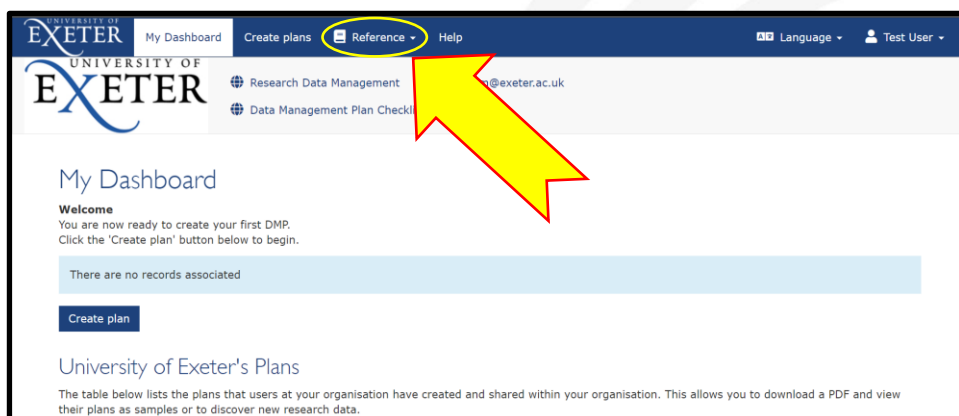 UNIVERSITY OF
EXETER
My Dashboard
Create plans
Reference
Help
Language
Test User
UNIVERSITY OF
EXETER
Research Data Management
@exeter.ac.uk
Data Management Plan
My Dashboard
Welcome
You are now ready to create your first DMP.
Click the 'Create plan' button below to begin.
There are no records associated
Create plan
University of Exeter's Plans
The table below lists the plans that users at your organisation have created and shared within your organisation. This allows you to download a PDF and view
their plans as samples or to discover new research data.